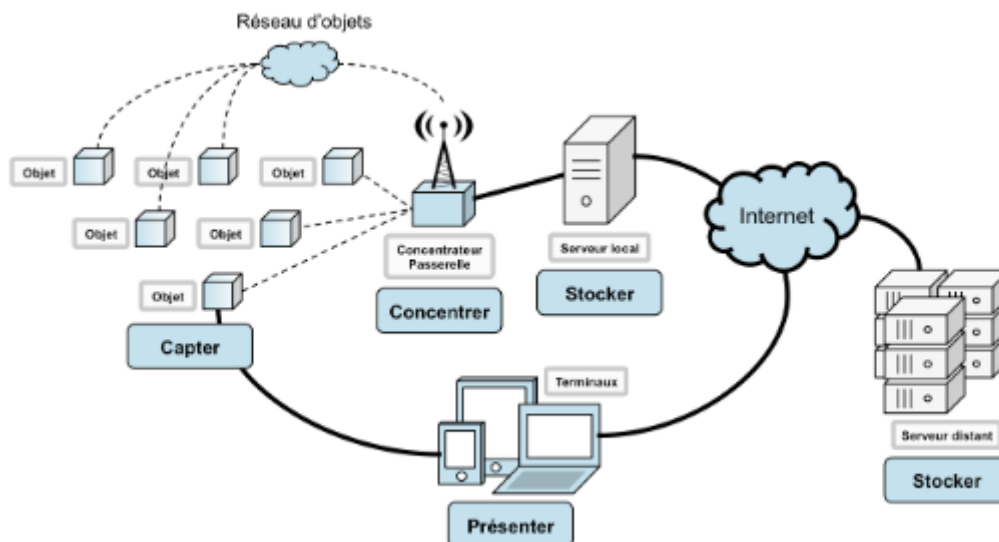 Réseau d'objets
Objet
Objet
Objet
Objet
Objet
Objet
Capter
Concentrateur
Passerelle
Concentrer
Serveur local
Stocker
Internet
Terminaux
Présenter
Serveur distant
Stocker